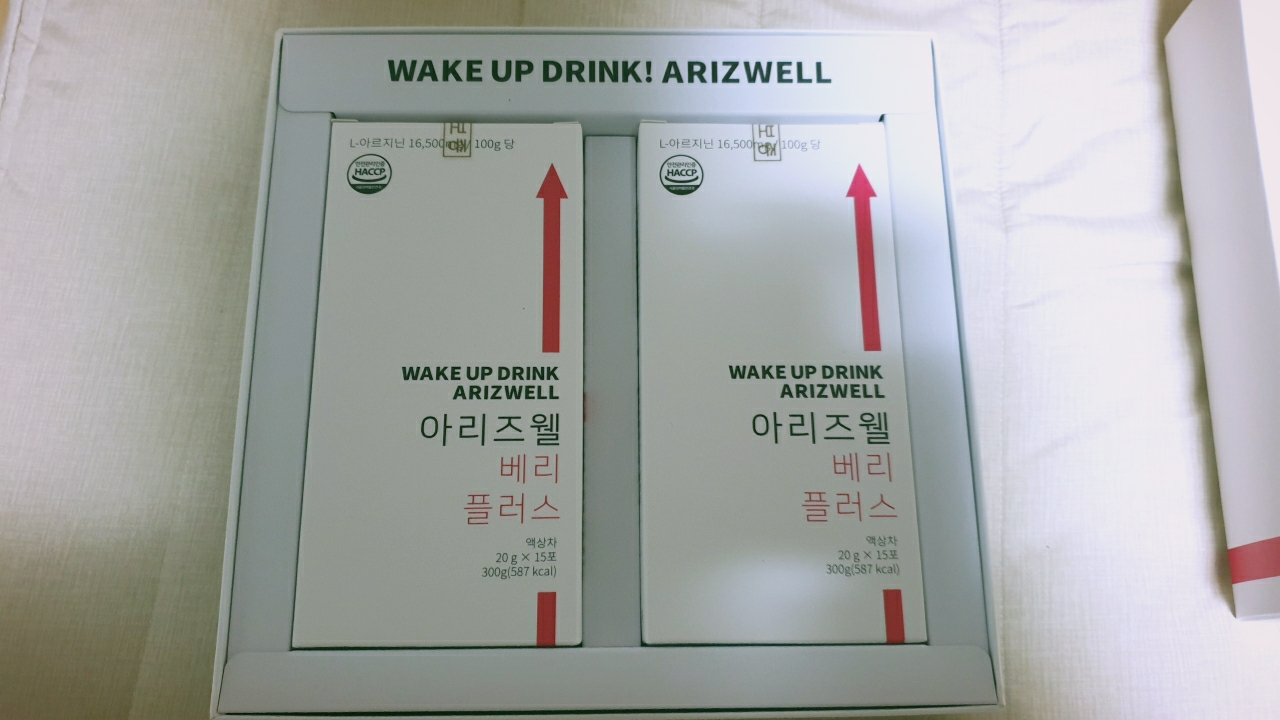 WAKE UP DRINK! ARIZWELL
L-아르지닌 16,500mg/ 100g 당
HACCP
WAKE UP DRINK
ARIZWELL
아리즈웰
베리
플러스
액상차
20 g × 15포
300g(587 kcal)
L-아르지닌 16,500mg/ 100g 당
HACCP
WAKE UP DRINK
ARIZWELL
아리즈웰
베리
플러스
액상차
20 g × 15포
300g(587 kcal)